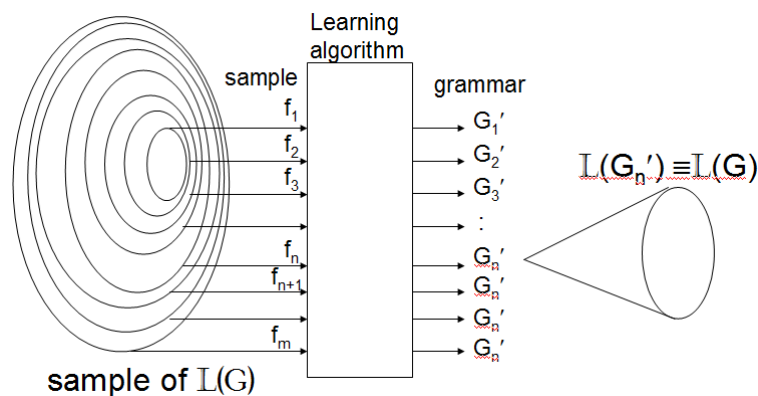 Learning
algorithm
sample
grammar
f₁
G₁′
f₂
G₂′
f₃
G₃′
:
𝕃(Gₙ′) ≡𝕃(G)
fₙ
Gₙ′
fₙ₊₁
Gₙ′
Gₙ′
fₘ
Gₙ′
sample of 𝕃(G)